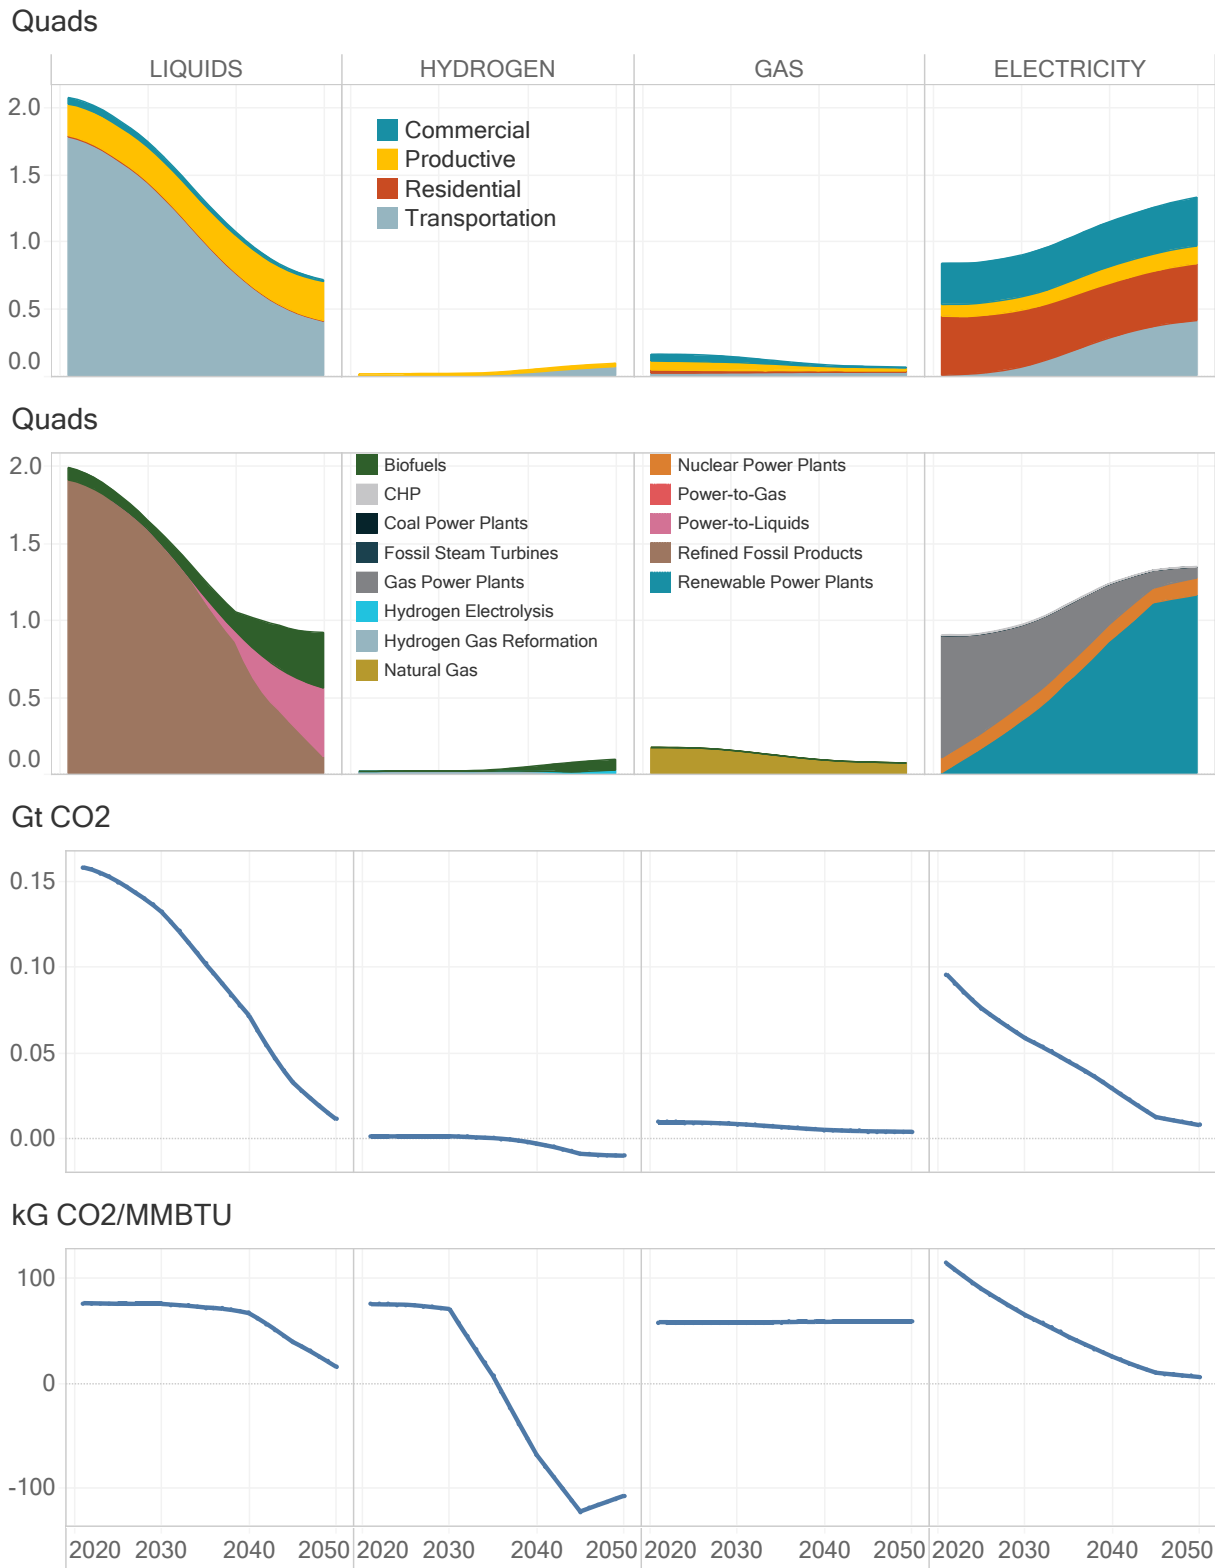 Quads
LIQUIDS HYDROGEN GAS ELECTRICITY
2.0
1.5
1.0
0.5
0.0
Commercial
Productive
Residential
Transportation
Quads
2.0
1.5
1.0
0.5
0.0
Biofuels
CHP
Coal Power Plants
Fossil Steam Turbines
Gas Power Plants
Hydrogen Electrolysis
Hydrogen Gas Reformation
Natural Gas
Nuclear Power Plants
Power-to-Gas
Power-to-Liquids
Refined Fossil Products
Renewable Power Plants
Gt CO2
0.15
0.10
0.05
0.00
kG CO2/MMBTU
100
0
-100
2020 2030 2040 2050 2020 2030 2040 2050 2020 2030 2040 2050 2020 2030 2040 2050